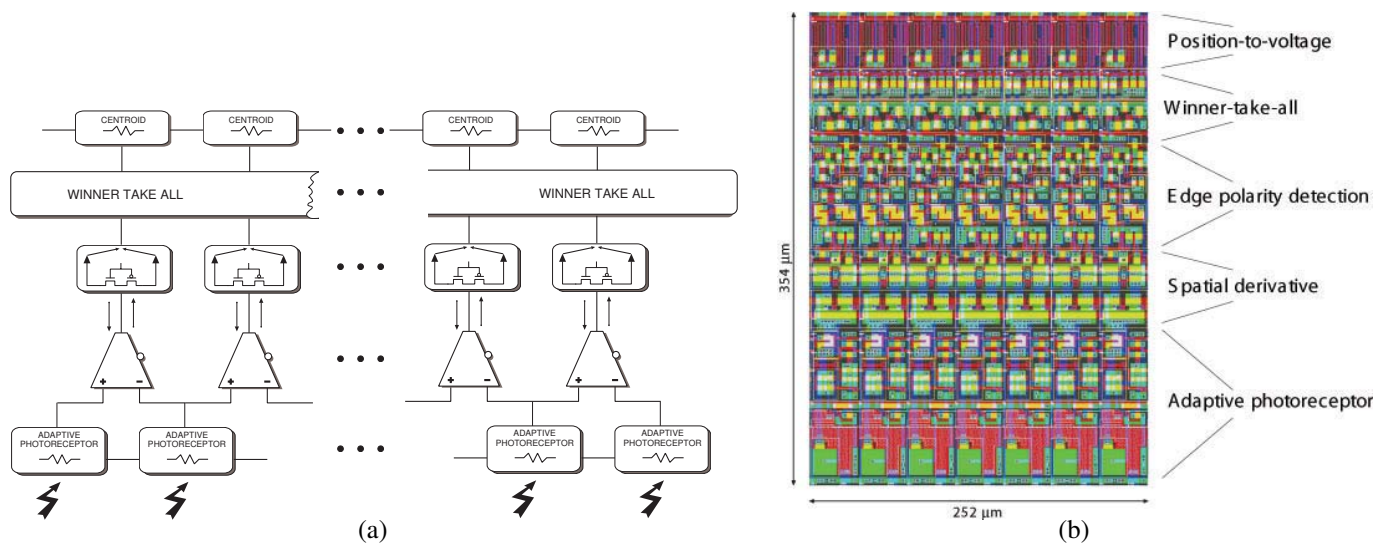 CENTROID
CENTROID
CENTROID
CENTROID
WINNER TAKE ALL
WINNER TAKE ALL
+ -
+ -
+ -
+ -
ADAPTIVE
PHOTORECEPTOR
ADAPTIVE
PHOTORECEPTOR
ADAPTIVE
PHOTORECEPTOR
ADAPTIVE
PHOTORECEPTOR
(a)
354 µm
252 µm
Position-to-voltage
Winner-take-all
Edge polarity detection
Spatial derivative
Adaptive photoreceptor
(b)